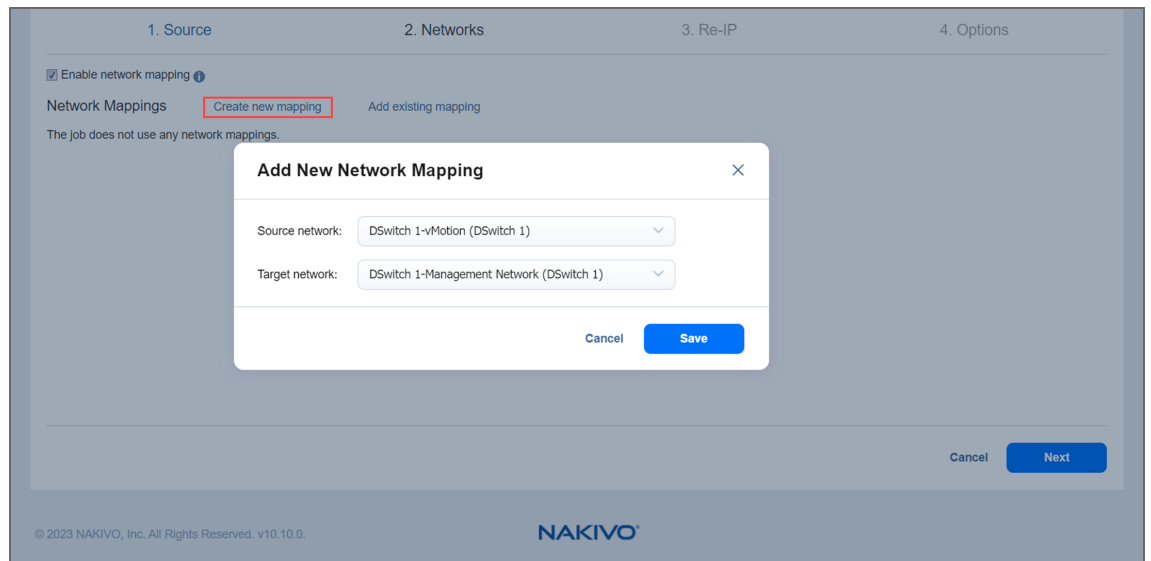 1. Source 2. Networks 3. Re-IP 4. Options
Enable network mapping
Network Mappings Create new mapping Add existing mapping
The job does not use any network mappings.
Add New Network Mapping
Source network: DSwitch 1-vMotion (DSwitch 1)
Target network: DSwitch 1-Management Network (DSwitch 1)
Cancel Save
Cancel Next
© 2023 NAKIVO, Inc. All Rights Reserved. v10.10.0. NAKIVO®